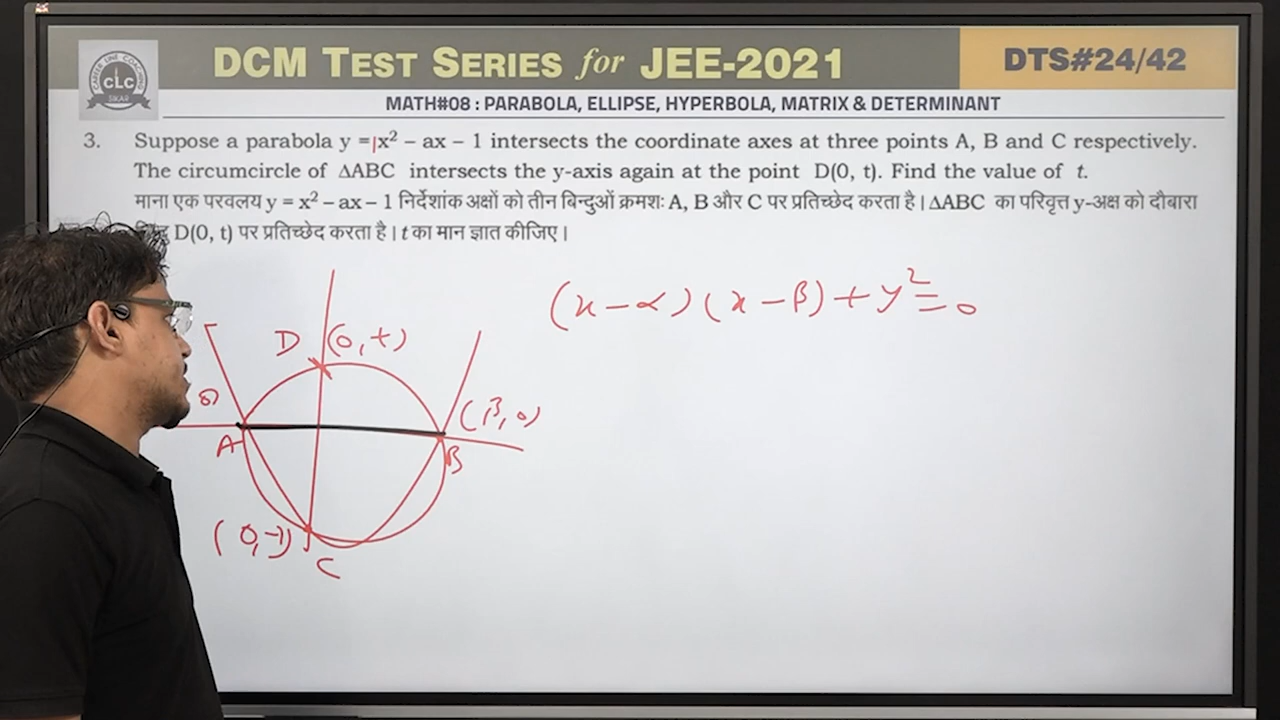 DCM TEST SERIES for JEE-2021
DTS#24/42
CAREER LINE COACHING
CLC
SIKAR
MATH#08 : PARABOLA, ELLIPSE, HYPERBOLA, MATRIX & DETERMINANT
3. Suppose a parabola y = x² – ax – 1 intersects the coordinate axes at three points A, B and C respectively.
The circumcircle of ΔABC intersects the y-axis again at the point D(0, t). Find the value of t.
माना एक परवलय y = x² – ax – 1 निर्देशांक अक्षों को तीन बिन्दुओं क्रमशः A, B और C पर प्रतिच्छेद करता है। ΔABC का परिवृत्त y-अक्ष को दौबारा
D(0, t) पर प्रतिच्छेद करता है। t का मान ज्ञात कीजिए।
(x-α)(x-β)+y²=0
D (0,t)
(β,0)
A
B
(0,-1)
C